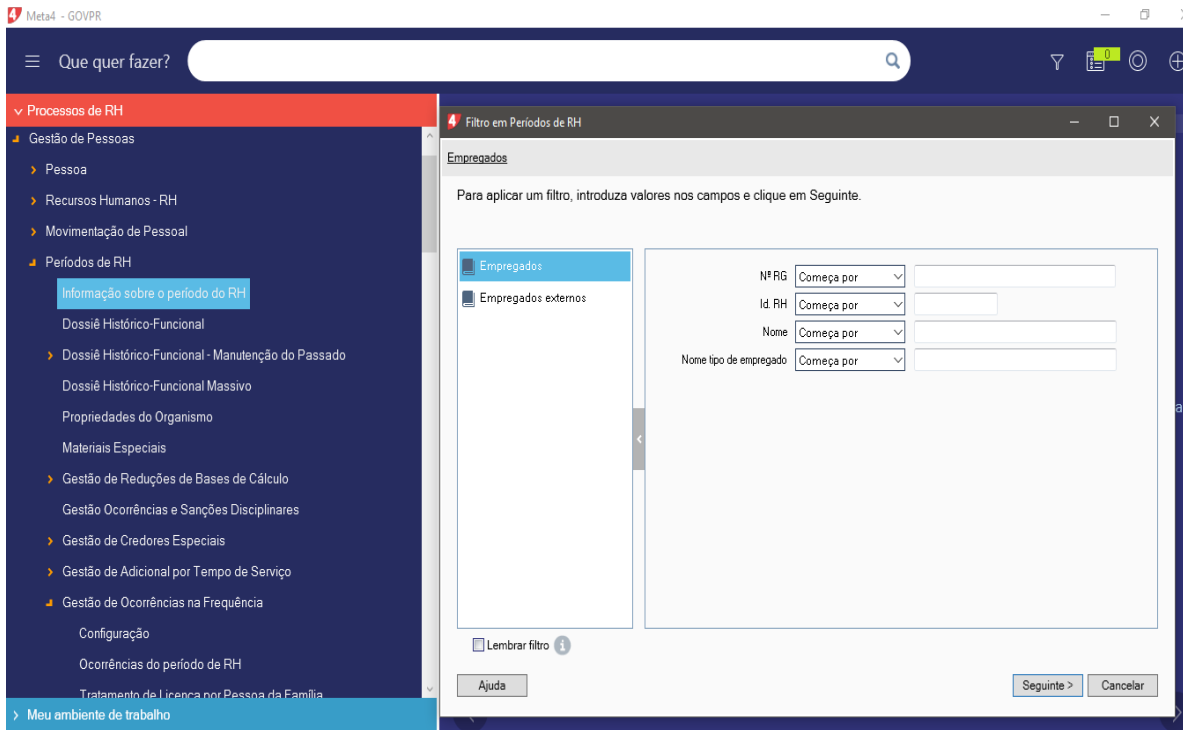 Meta4 - GOVPR
Que quer fazer?
0
Processos de RH
Gestão de Pessoas
Pessoa
Recursos Humanos - RH
Movimentação de Pessoal
Períodos de RH
Informação sobre o período do RH
Dossiê Histórico-Funcional
Dossiê Histórico-Funcional - Manutenção do Passado
Dossiê Histórico-Funcional Massivo
Propriedades do Organismo
Materiais Especiais
Gestão de Reduções de Bases de Cálculo
Gestão Ocorrências e Sanções Disciplinares
Gestão de Credores Especiais
Gestão de Adicional por Tempo de Serviço
Gestão de Ocorrências na Frequência
Configuração
Ocorrências do período de RH
Tratamento de Licença por Pessoa da Família
Meu ambiente de trabalho
Filtro em Períodos de RH
Empregados
Para aplicar um filtro, introduza valores nos campos e clique em Seguinte.
Empregados
Empregados externos
Nº RG Começa por
Id. RH Começa por
Nome Começa por
Nome tipo de empregado Começa por
Lembrar filtro
Ajuda
Seguinte > Cancelar